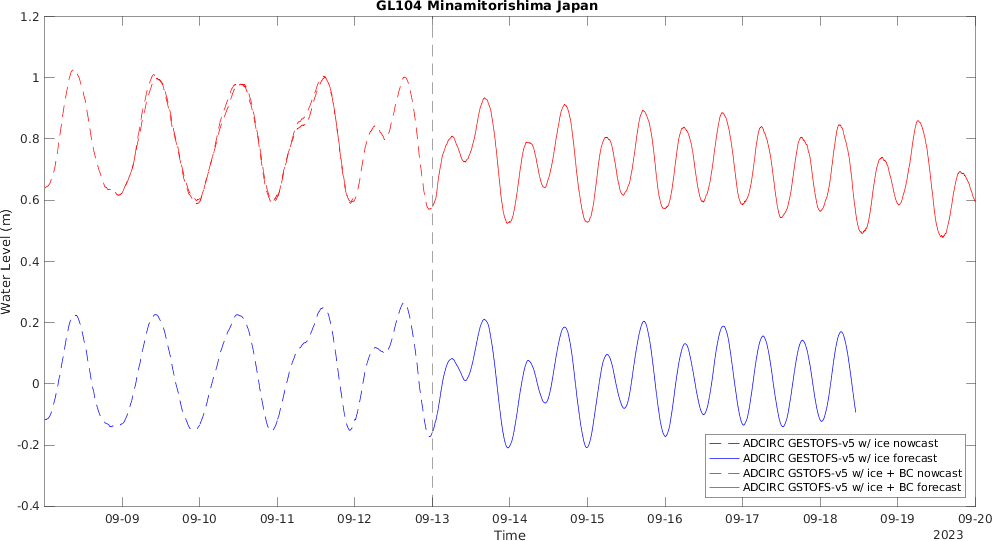 GL104 Minamitorishima Japan
Water Level (m)
1.2
1
0.8
0.6
0.4
0.2
0
-0.2
-0.4
ADCIRC GESTOFS-v5 w/ ice nowcast
ADCIRC GESTOFS-v5 w/ ice forecast
ADCIRC GSTOFS-v5 w/ ice + BC nowcast
ADCIRC GSTOFS-v5 w/ ice + BC forecast
09-09 09-10 09-11 09-12 09-13 09-14 09-15 09-16 09-17 09-18 09-19 09-20
Time
2023